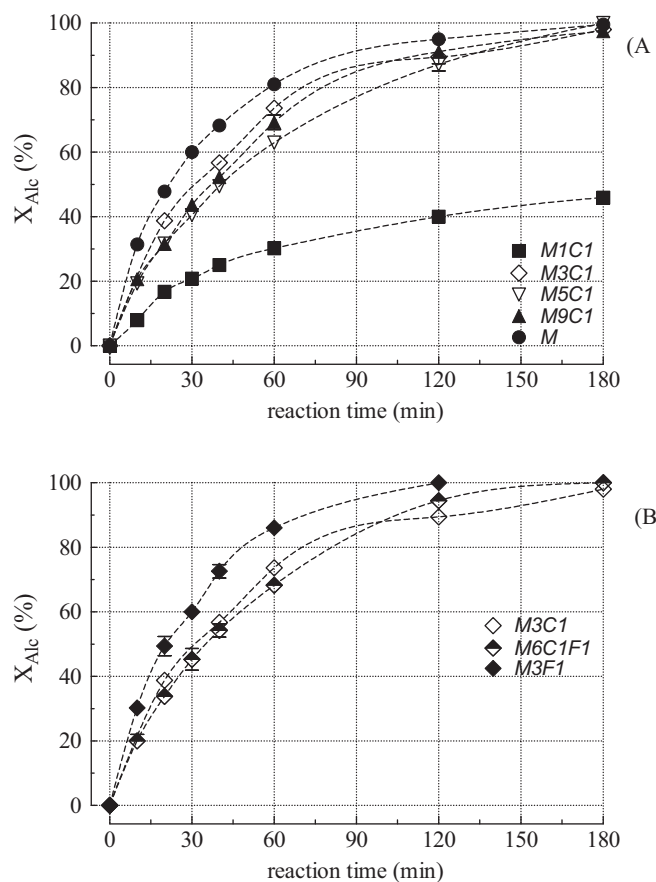 100
80
60
40
20
0
X_Alc (%)
(A
M1C1
M3C1
M5C1
M9C1
M
0 30 60 90 120 150 180
reaction time (min)
100
80
60
40
20
0
X_Alc (%)
(B
M3C1
M6C1F1
M3F1
0 30 60 90 120 150 180
reaction time (min)